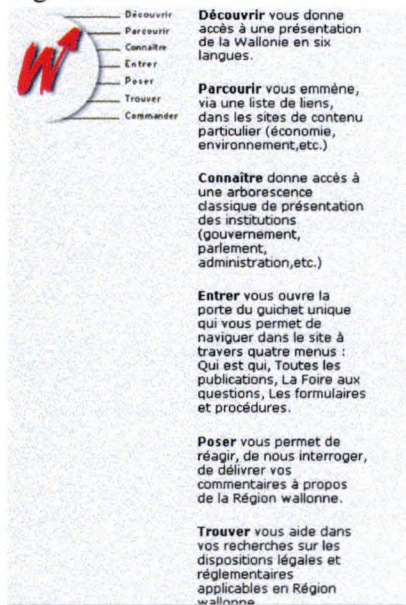 Découvrir
Parcourir
Connaître
Entrer
Poser
Trouver
Commander
W
Découvrir vous donne
accès à une présentation
de la Wallonie en six
langues.
Parcourir vous emmène,
via une liste de liens,
dans les sites de contenu
particulier (économie,
environnement,etc.)
Connaître donne accès à
une arborescence
classique de présentation
des institutions
(gouvernement,
parlement,
administration,etc.)
Entrer vous ouvre la
porte du guichet unique
qui vous permet de
naviguer dans le site à
travers quatre menus :
Qui est qui, Toutes les
publications, La Foire aux
questions, Les formulaires
et procédures.
Poser vous permet de
réagir, de nous interroger,
de délivrer vos
commentaires à propos
de la Région wallonne.
Trouver vous aide dans
vos recherches sur les
dispositions légales et
réglementaires
applicables en Région
wallonne